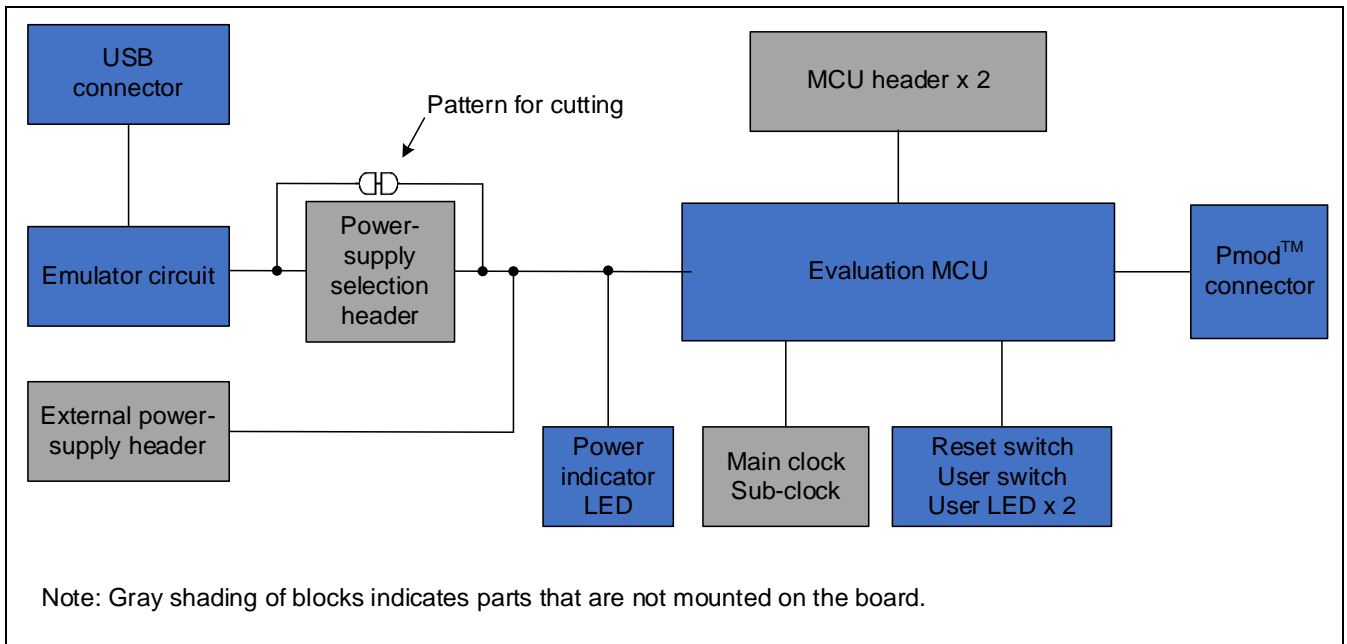 USB
connector
MCU header x 2
Pattern for cutting
Power-
supply
selection
header
Emulator circuit
Evaluation MCU
Pmod™
connector
External power-
supply header
Power
indicator
LED
Main clock
Sub-clock
Reset switch
User switch
User LED x 2
Note: Gray shading of blocks indicates parts that are not mounted on the board.